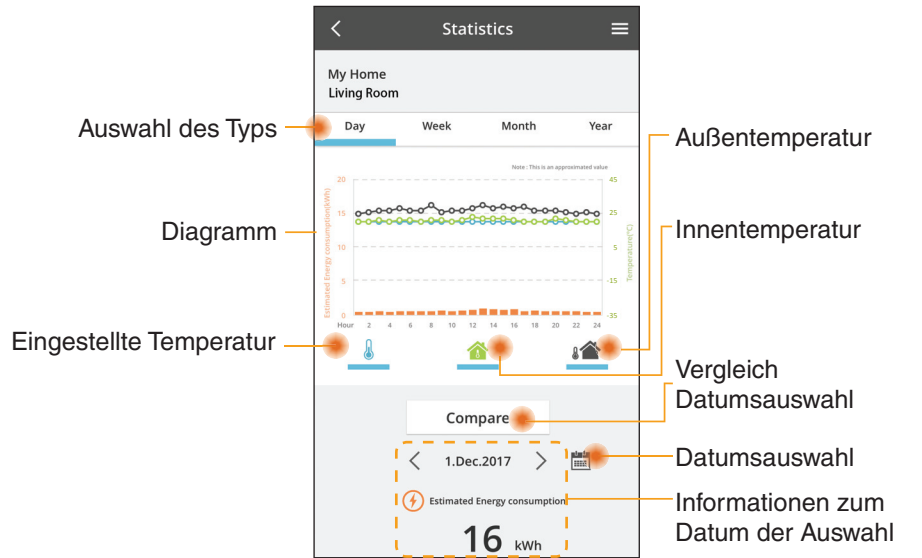 Statistics
My Home
Living Room
Day Week Month Year
Auswahl des Typs
Außentemperatur
Note : This is an approximated value
Estimated Energy consumption(kWh)
20
15
10
5
0
Temperature(°C)
45
25
5
-15
-35
Hour 2 4 6 8 10 12 14 16 18 20 22 24
Diagramm
Innentemperatur
Eingestellte Temperatur
Vergleich
Datumsauswahl
Compare
1.Dec.2017
Datumsauswahl
Estimated Energy consumption
16 kWh
Informationen zum
Datum der Auswahl